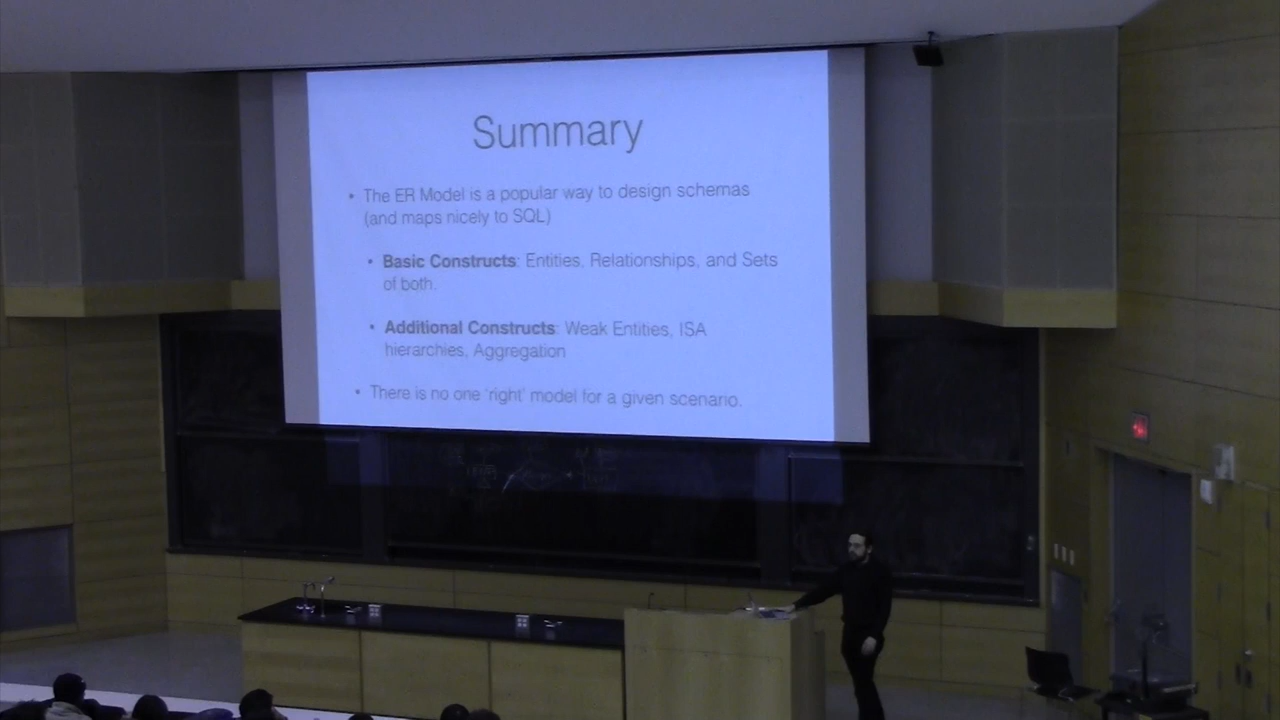 Summary
• The ER Model is a popular way to design schemas
(and maps nicely to SQL)
• Basic Constructs: Entities, Relationships, and Sets
of both.
• Additional Constructs: Weak Entities, ISA
hierarchies, Aggregation
• There is no one 'right' model for a given scenario.